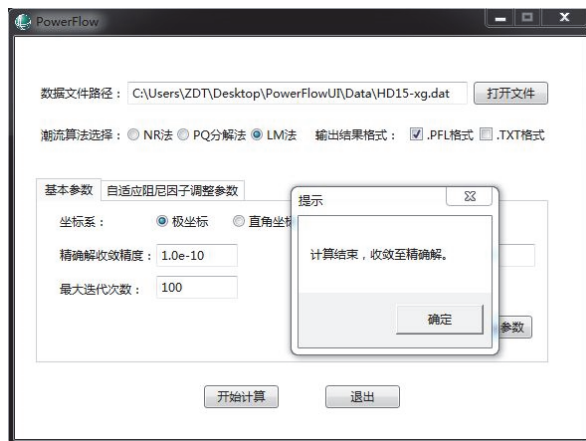 PowerFlow
数据文件路径： C:\Users\ZDT\Desktop\PowerFlowUI\Data\HD15-xg.dat 打开文件
潮流算法选择： NR法 PQ分解法 LM法 输出结果格式： .PFL格式 .TXT格式
基本参数 自适应阻尼因子调整参数
坐标系： 极坐标 直角坐标
精确解收敛精度： 1.0e-10
最大迭代次数： 100
提示
计算结束，收敛至精确解。
确定
参数
开始计算 退出